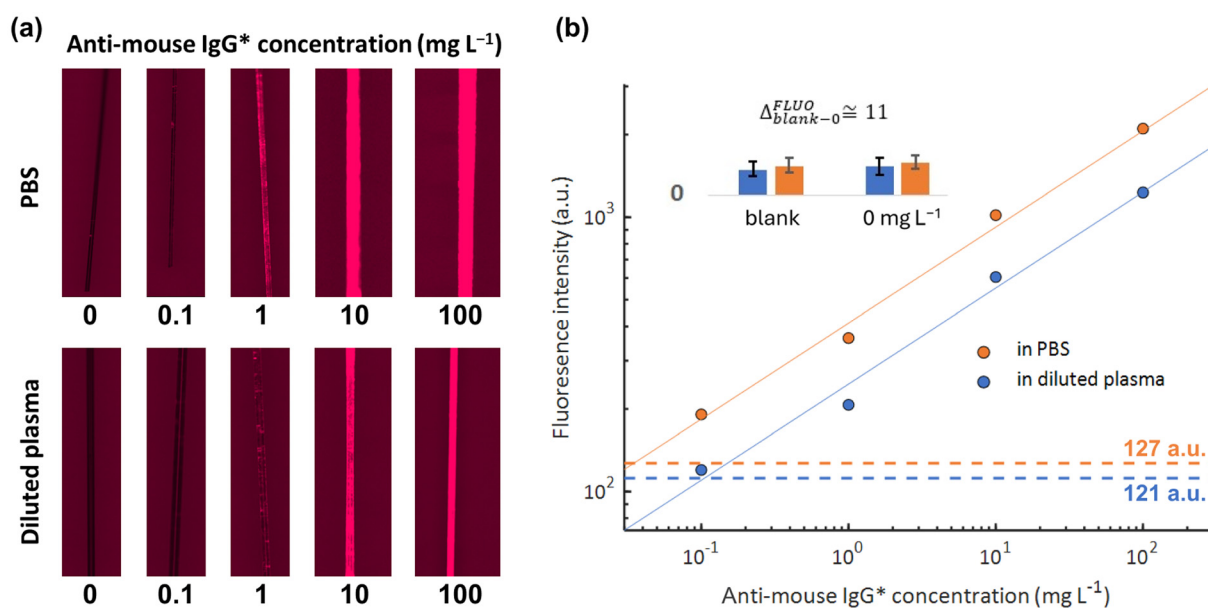 (a)
Anti-mouse IgG* concentration (mg L⁻¹)
PBS
0 0.1 1 10 100
Diluted plasma
0 0.1 1 10 100
(b)
Fluoresence intensity (a.u.)
10³
10²
Δ^FLUO_blank−0 ≅ 11
0
blank 0 mg L⁻¹
in PBS
in diluted plasma
127 a.u.
121 a.u.
10⁻¹ 10⁰ 10¹ 10²
Anti-mouse IgG* concentration (mg L⁻¹)